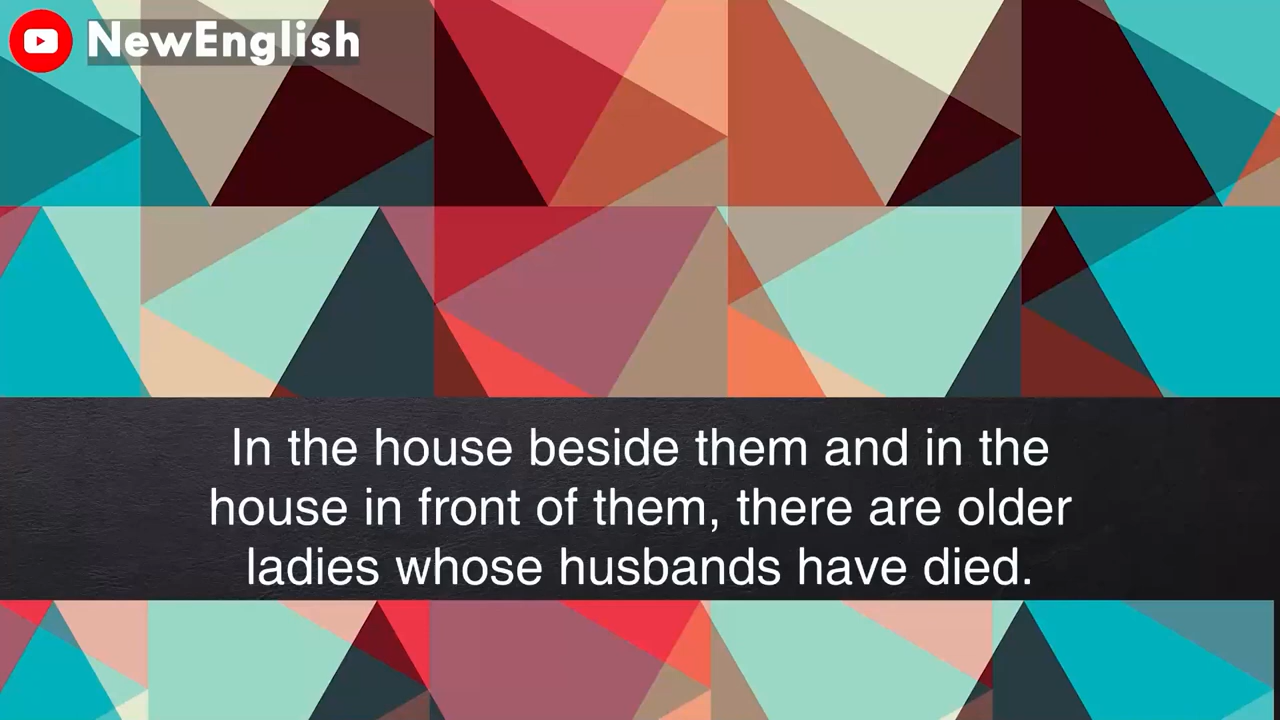 NewEnglish
In the house beside them and in the
house in front of them, there are older
ladies whose husbands have died.